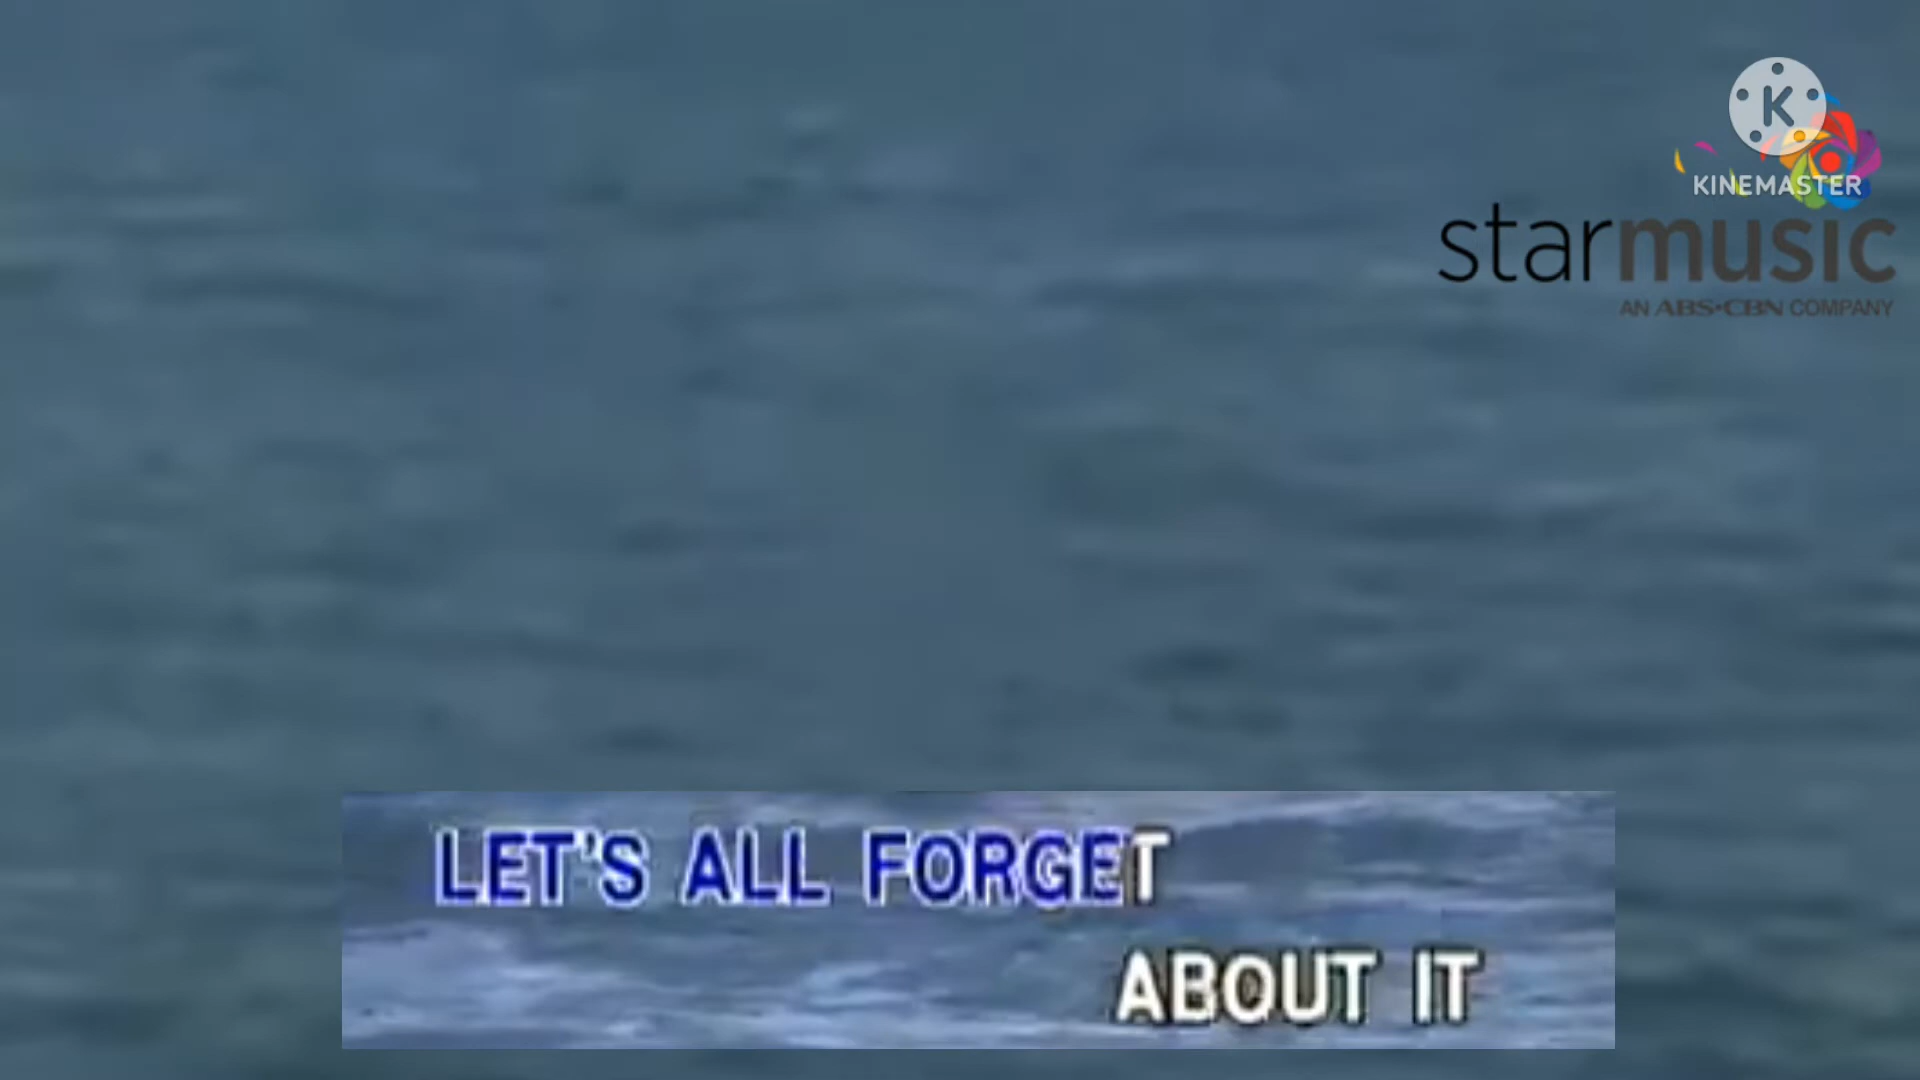 K
KINEMASTER
starmusic
AN ABS-CBN COMPANY
LET'S ALL FORGET
ABOUT IT